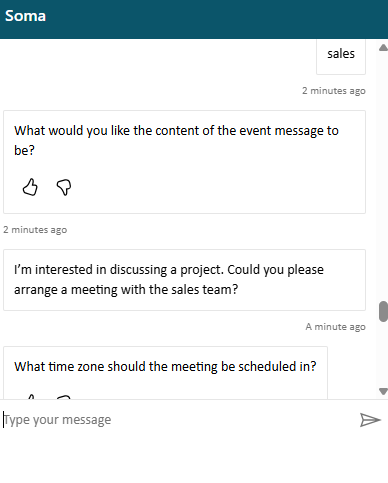 Soma
sales
2 minutes ago
What would you like the content of the event message to
be?
2 minutes ago
I’m interested in discussing a project. Could you please
arrange a meeting with the sales team?
A minute ago
What time zone should the meeting be scheduled in?
Type your message